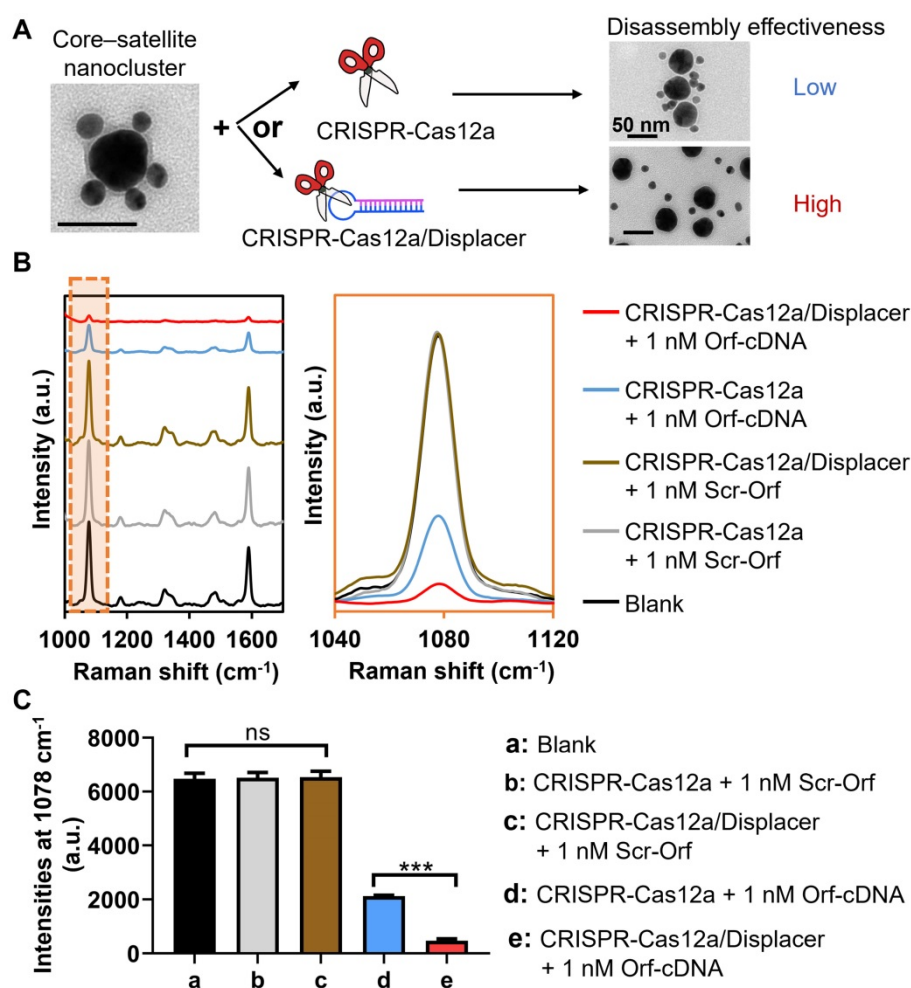 A
Core–satellite
nanocluster
+ or
CRISPR-Cas12a
CRISPR-Cas12a/Displacer
Disassembly effectiveness
50 nm
Low
High
B
Intensity (a.u.)
1000 1200 1400 1600
Raman shift (cm⁻¹)
Intensity (a.u.)
1040 1080 1120
Raman shift (cm⁻¹)
CRISPR-Cas12a/Displacer
+ 1 nM Orf-cDNA
CRISPR-Cas12a
+ 1 nM Orf-cDNA
CRISPR-Cas12a/Displacer
+ 1 nM Scr-Orf
CRISPR-Cas12a
+ 1 nM Scr-Orf
Blank
C
Intensities at 1078 cm⁻¹
(a.u.)
8000
6000
4000
2000
0
ns
***
a b c d e
a: Blank
b: CRISPR-Cas12a + 1 nM Scr-Orf
c: CRISPR-Cas12a/Displacer
+ 1 nM Scr-Orf
d: CRISPR-Cas12a + 1 nM Orf-cDNA
e: CRISPR-Cas12a/Displacer
+ 1 nM Orf-cDNA